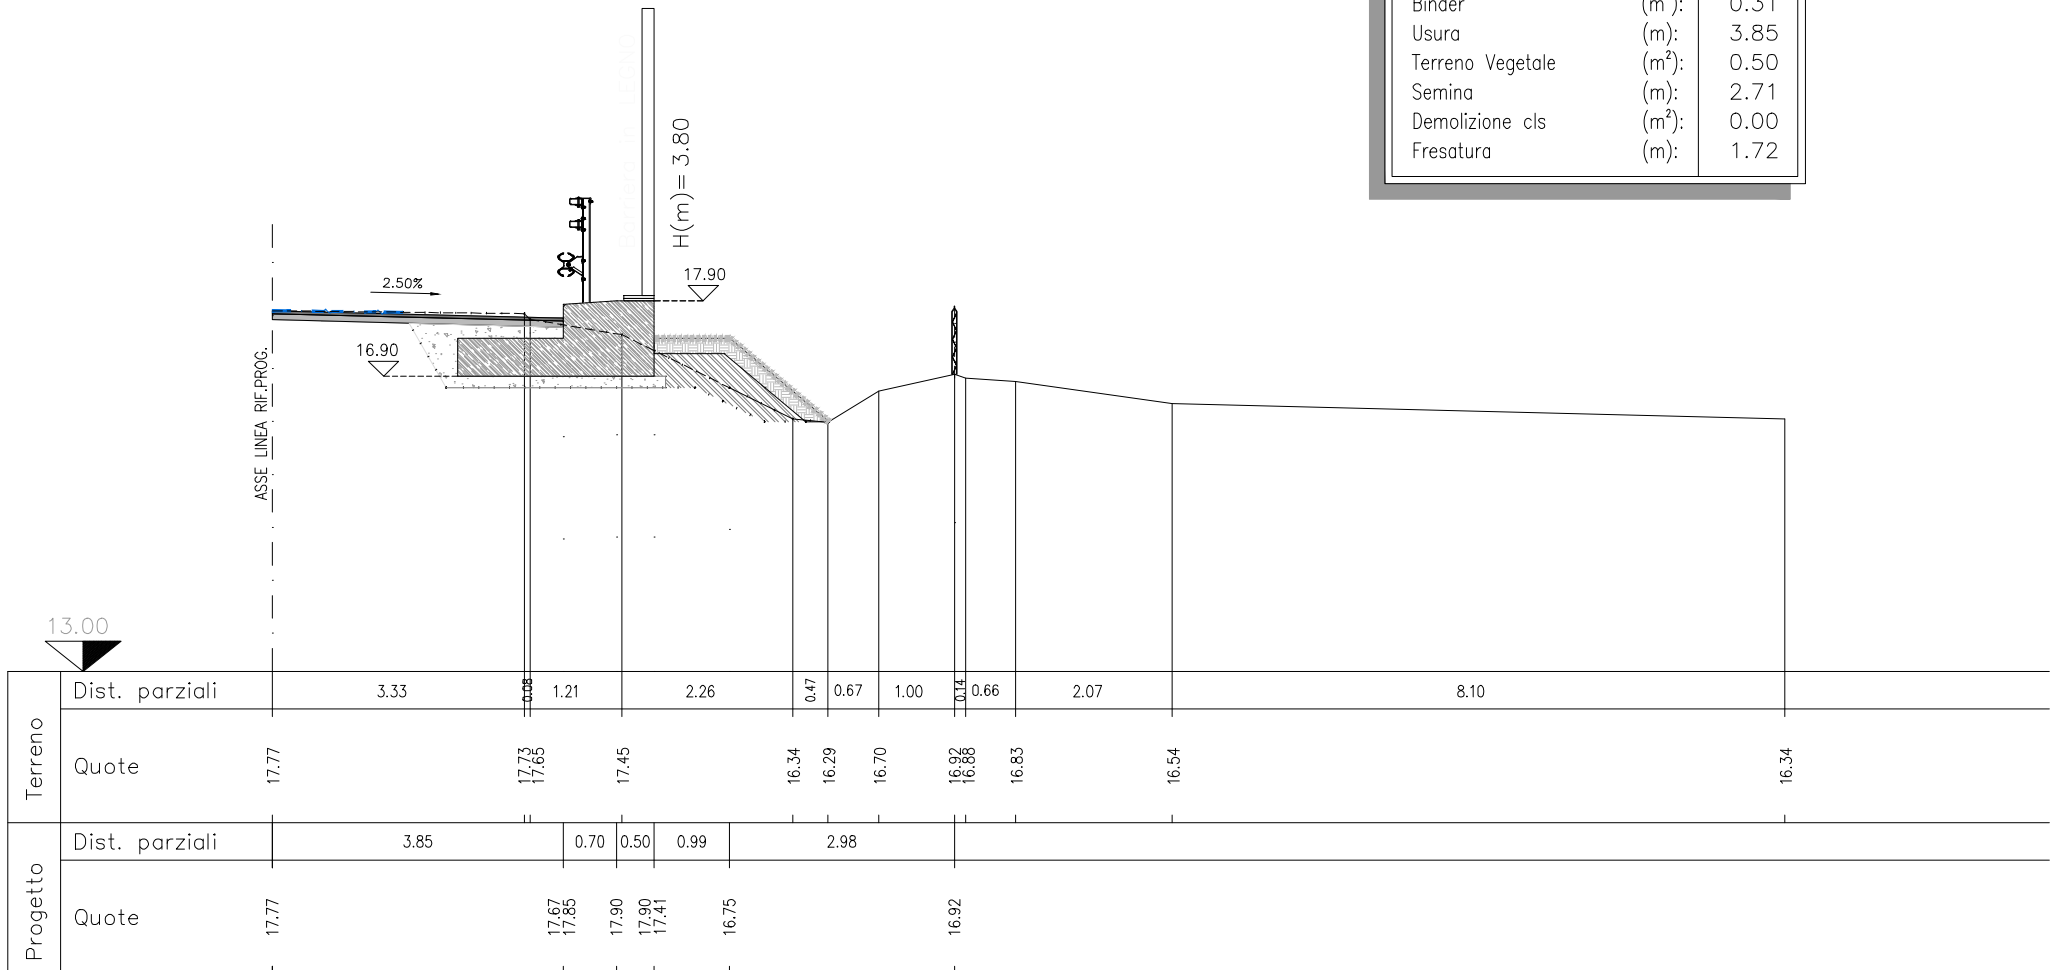 Binder (m²): 0.31
Usura (m): 3.85
Terreno Vegetale (m²): 0.50
Semina (m): 2.71
Demolizione cls (m²): 0.00
Fresatura (m): 1.72
H(m)= 3.80
17.90
2.50%
16.90
ASSE LINEA RIF.PROG.
13.00
Terreno
Dist. parziali 3.33 0.08 1.21 2.26 0.47 0.67 1.00 0.14 0.66 2.07 8.10
Quote 17.77 17.73 17.65 17.45 16.34 16.29 16.70 16.92 16.88 16.83 16.54 16.34
Progetto
Dist. parziali 3.85 0.70 0.50 0.99 2.98
Quote 17.77 17.67 17.85 17.90 17.90 17.41 16.75 16.92